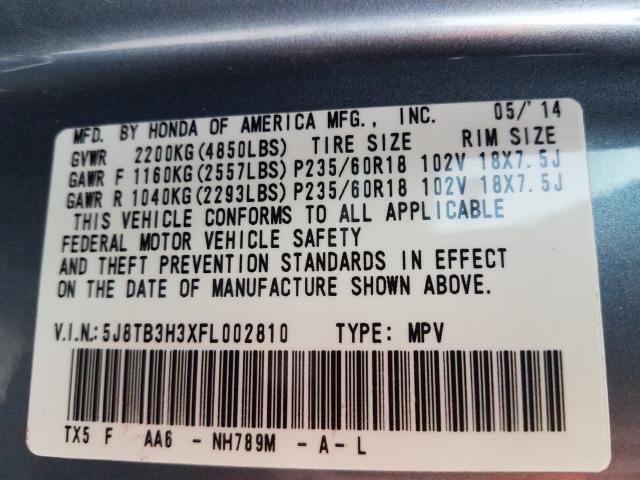 MFD. BY HONDA OF AMERICA MFG., INC. 05/'14
GVWR 2200KG(4850LBS) TIRE SIZE RIM SIZE
GAWR F 1160KG(2557LBS) P235/60R18 102V 18X7.5J
GAWR R 1040KG(2293LBS) P235/60R18 102V 18X7.5J
THIS VEHICLE CONFORMS TO ALL APPLICABLE
FEDERAL MOTOR VEHICLE SAFETY
AND THEFT PREVENTION STANDARDS IN EFFECT
ON THE DATE OF MANUFACTURE SHOWN ABOVE.
V.I.N.:5J8TB3H3XFL002810 TYPE: MPV
TX5 F AA6 - NH789M - A - L